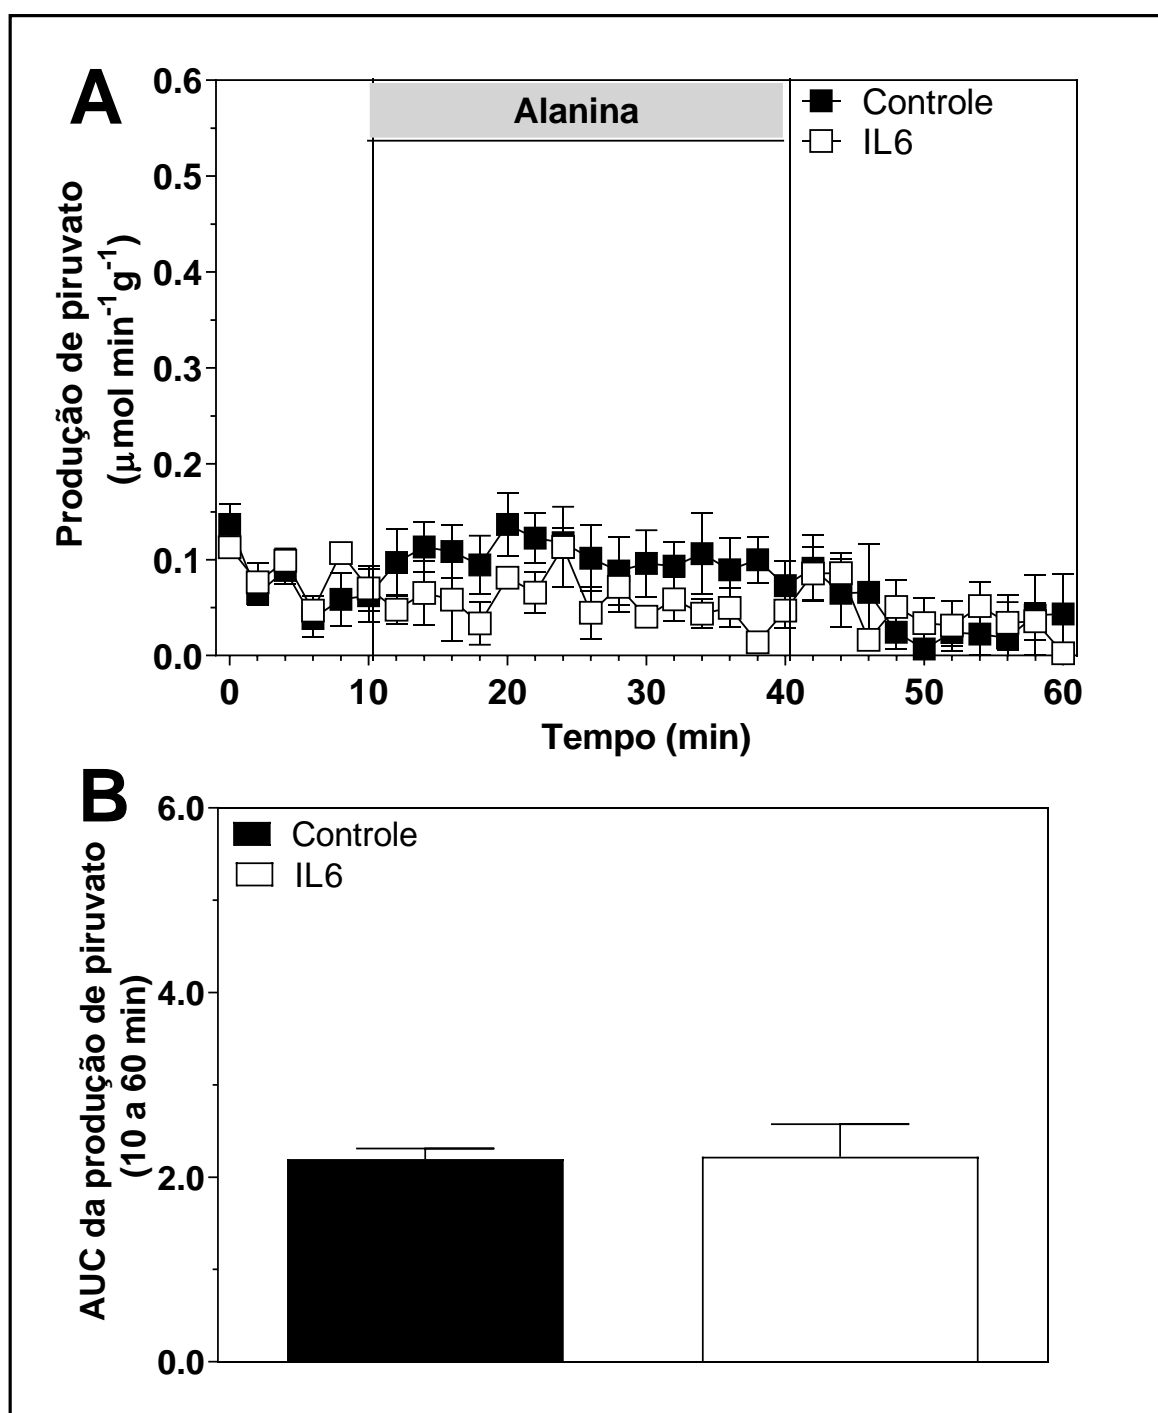 A
0.6
Alanina
Controle
IL6
0.5
0.4
0.3
0.2
0.1
0.0
Produção de piruvato
(μmol min⁻¹g⁻¹)
0 10 20 30 40 50 60
Tempo (min)
B
6.0
Controle
IL6
4.0
2.0
0.0
AUC da produção de piruvato
(10 a 60 min)